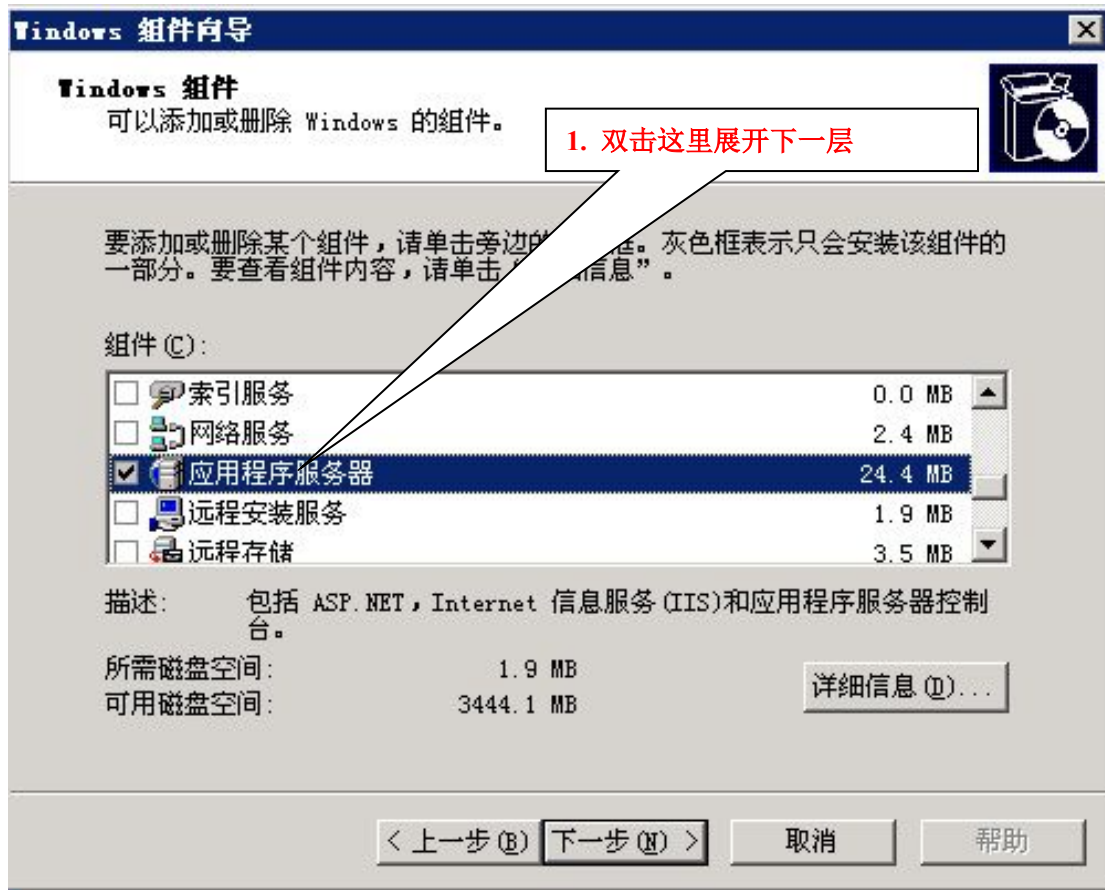 Windows 组件向导
Windows 组件
可以添加或删除 Windows 的组件。
1. 双击这里展开下一层
要添加或删除某个组件，请单击旁边的 框。灰色框表示只会安装该组件的
一部分。要查看组件内容，请单击 信息”。
组件(C):
索引服务 0.0 MB
网络服务 2.4 MB
应用程序服务器 24.4 MB
远程安装服务 1.9 MB
远程存储 3.5 MB
描述: 包括 ASP.NET，Internet 信息服务(IIS)和应用程序服务器控制
台。
所需磁盘空间: 1.9 MB
可用磁盘空间: 3444.1 MB
详细信息(D)...
< 上一步(B) 下一步(N) > 取消 帮助